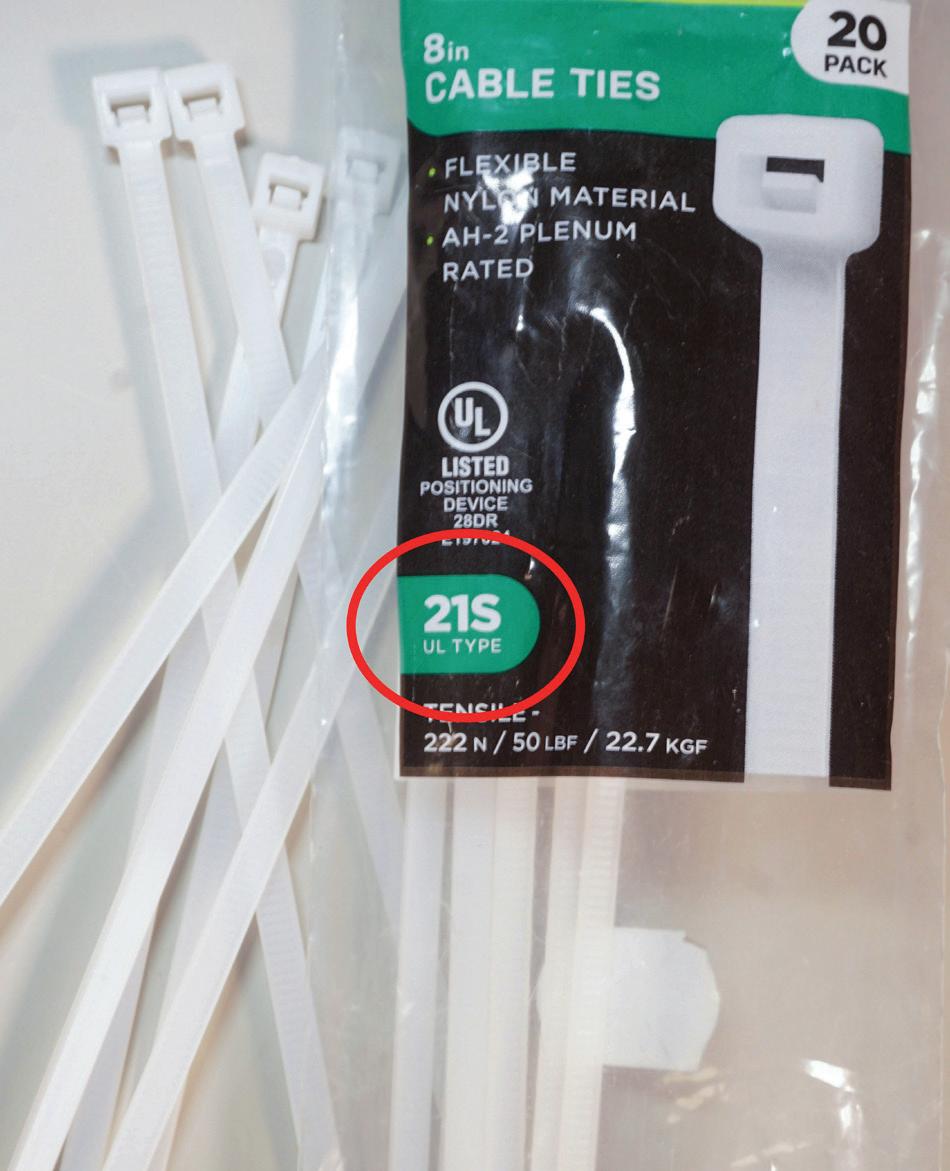 20
PACK
8in
CABLE TIES
• FLEXIBLE
NYLON MATERIAL
• AH-2 PLENUM
RATED
UL
LISTED
POSITIONING
DEVICE
28DR
21S
UL TYPE
TENSILE -
222 N / 50 LBF / 22.7 KGF